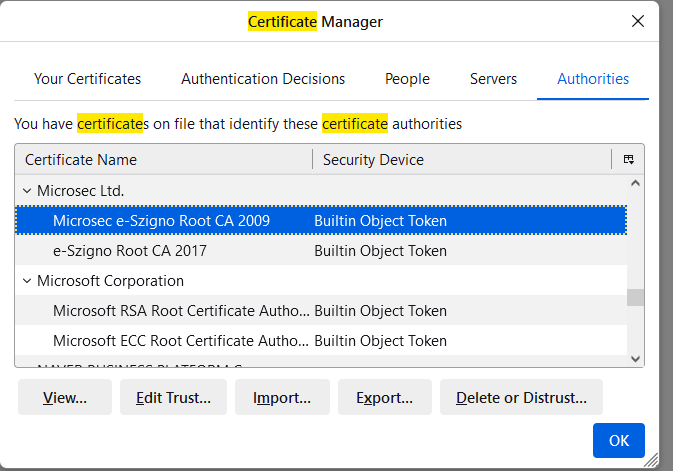 Certificate Manager
Your Certificates Authentication Decisions People Servers Authorities
You have certificates on file that identify these certificate authorities
Certificate Name Security Device
Microsec Ltd.
Microsec e-Szigno Root CA 2009 Builtin Object Token
e-Szigno Root CA 2017 Builtin Object Token
Microsoft Corporation
Microsoft RSA Root Certificate Autho... Builtin Object Token
Microsoft ECC Root Certificate Autho... Builtin Object Token
NAVER BUSINESS PLATFORM
View... Edit Trust... Import... Export... Delete or Distrust...
OK